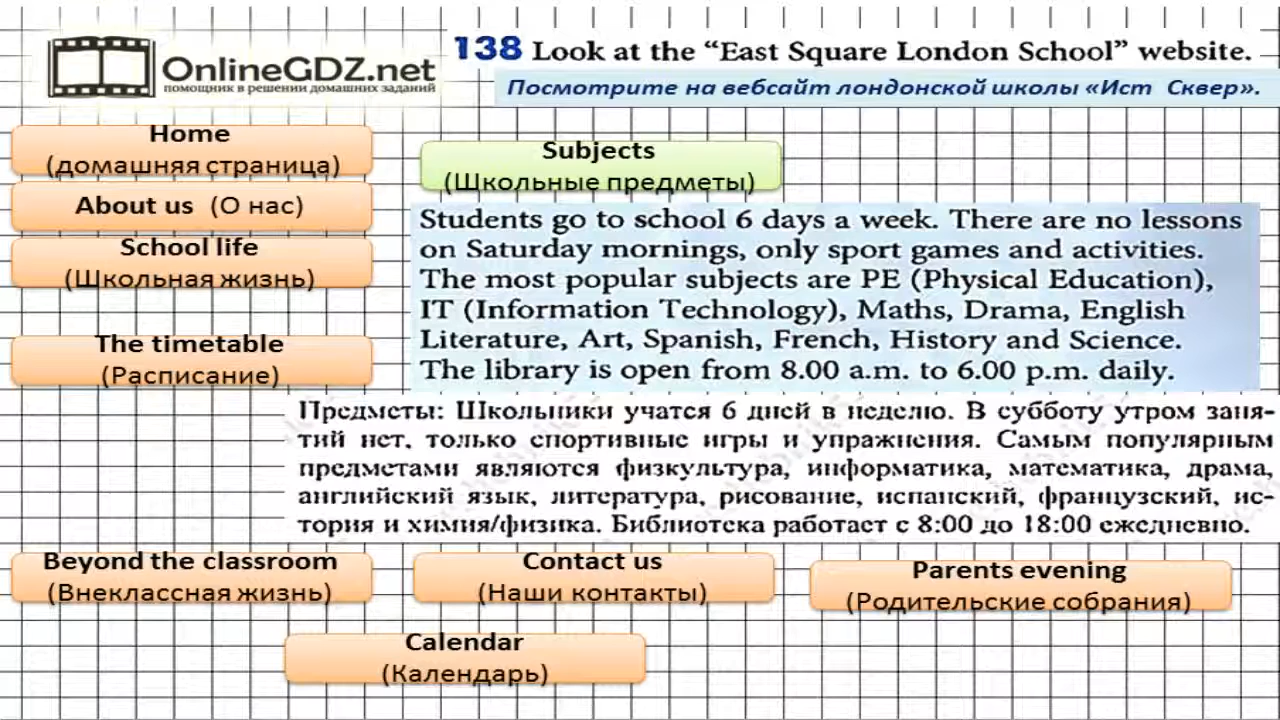 OnlineGDZ.net
помощник в решении домашних заданий
138 Look at the “East Square London School” website.
Посмотрите на вебсайт лондонской школы «Ист Сквер».
Home
(домашняя страница)
About us (О нас)
School life
(Школьная жизнь)
The timetable
(Расписание)
Subjects
(Школьные предметы)
Students go to school 6 days a week. There are no lessons
on Saturday mornings, only sport games and activities.
The most popular subjects are PE (Physical Education),
IT (Information Technology), Maths, Drama, English
Literature, Art, Spanish, French, History and Science.
The library is open from 8.00 a.m. to 6.00 p.m. daily.
Предметы: Школьники учатся 6 дней в неделю. В субботу утром заня-
тий нет, только спортивные игры и упражнения. Самым популярным
предметами являются физкультура, информатика, математика, драма,
английский язык, литература, рисование, испанский, французский, ис-
тория и химия/физика. Библиотека работает с 8:00 до 18:00 ежедневно.
Beyond the classroom
(Внеклассная жизнь)
Contact us
(Наши контакты)
Parents evening
(Родительские собрания)
Calendar
(Календарь)